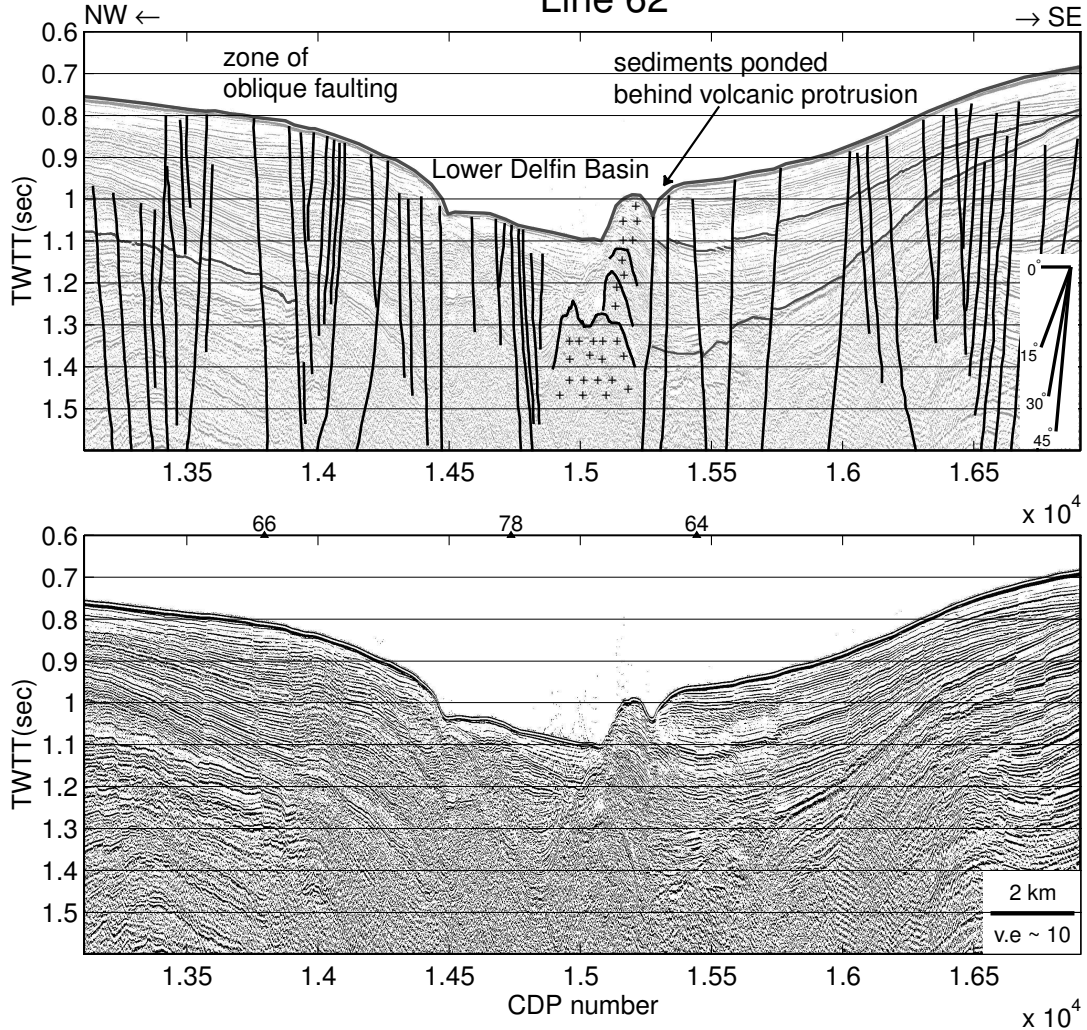 Line 62
NW ←
→ SE
0.6
0.7
0.8
0.9
1
1.1
1.2
1.3
1.4
1.5
TWTT(sec)
zone of
oblique faulting
sediments ponded
behind volcanic protrusion
Lower Delfin Basin
0°
15°
30°
45°
1.35
1.4
1.45
1.5
1.55
1.6
1.65
x 10⁴
66
78
64
0.6
0.7
0.8
0.9
1
1.1
1.2
1.3
1.4
1.5
TWTT(sec)
2 km
v.e ~ 10
1.35
1.4
1.45
1.5
1.55
1.6
1.65
CDP number
x 10⁴